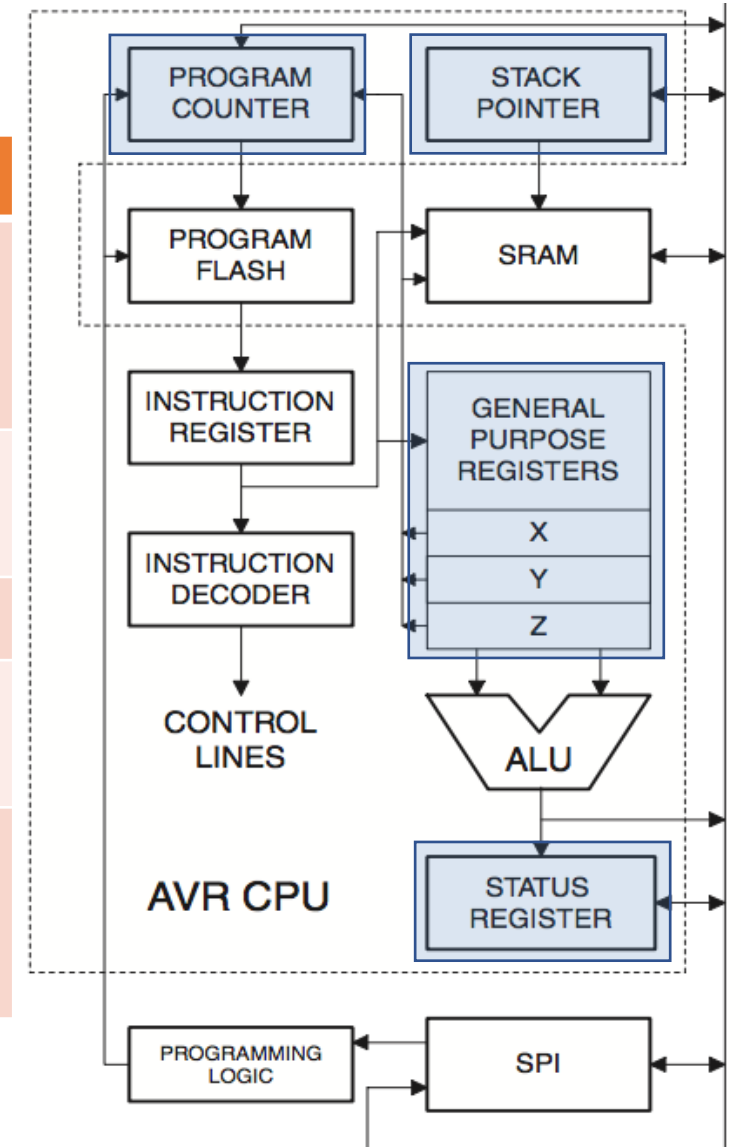 PROGRAM
COUNTER
STACK
POINTER
PROGRAM
FLASH
SRAM
INSTRUCTION
REGISTER
GENERAL
PURPOSE
REGISTERS
X
Y
Z
INSTRUCTION
DECODER
CONTROL
LINES
ALU
AVR CPU
STATUS
REGISTER
PROGRAMMING
LOGIC
SPI